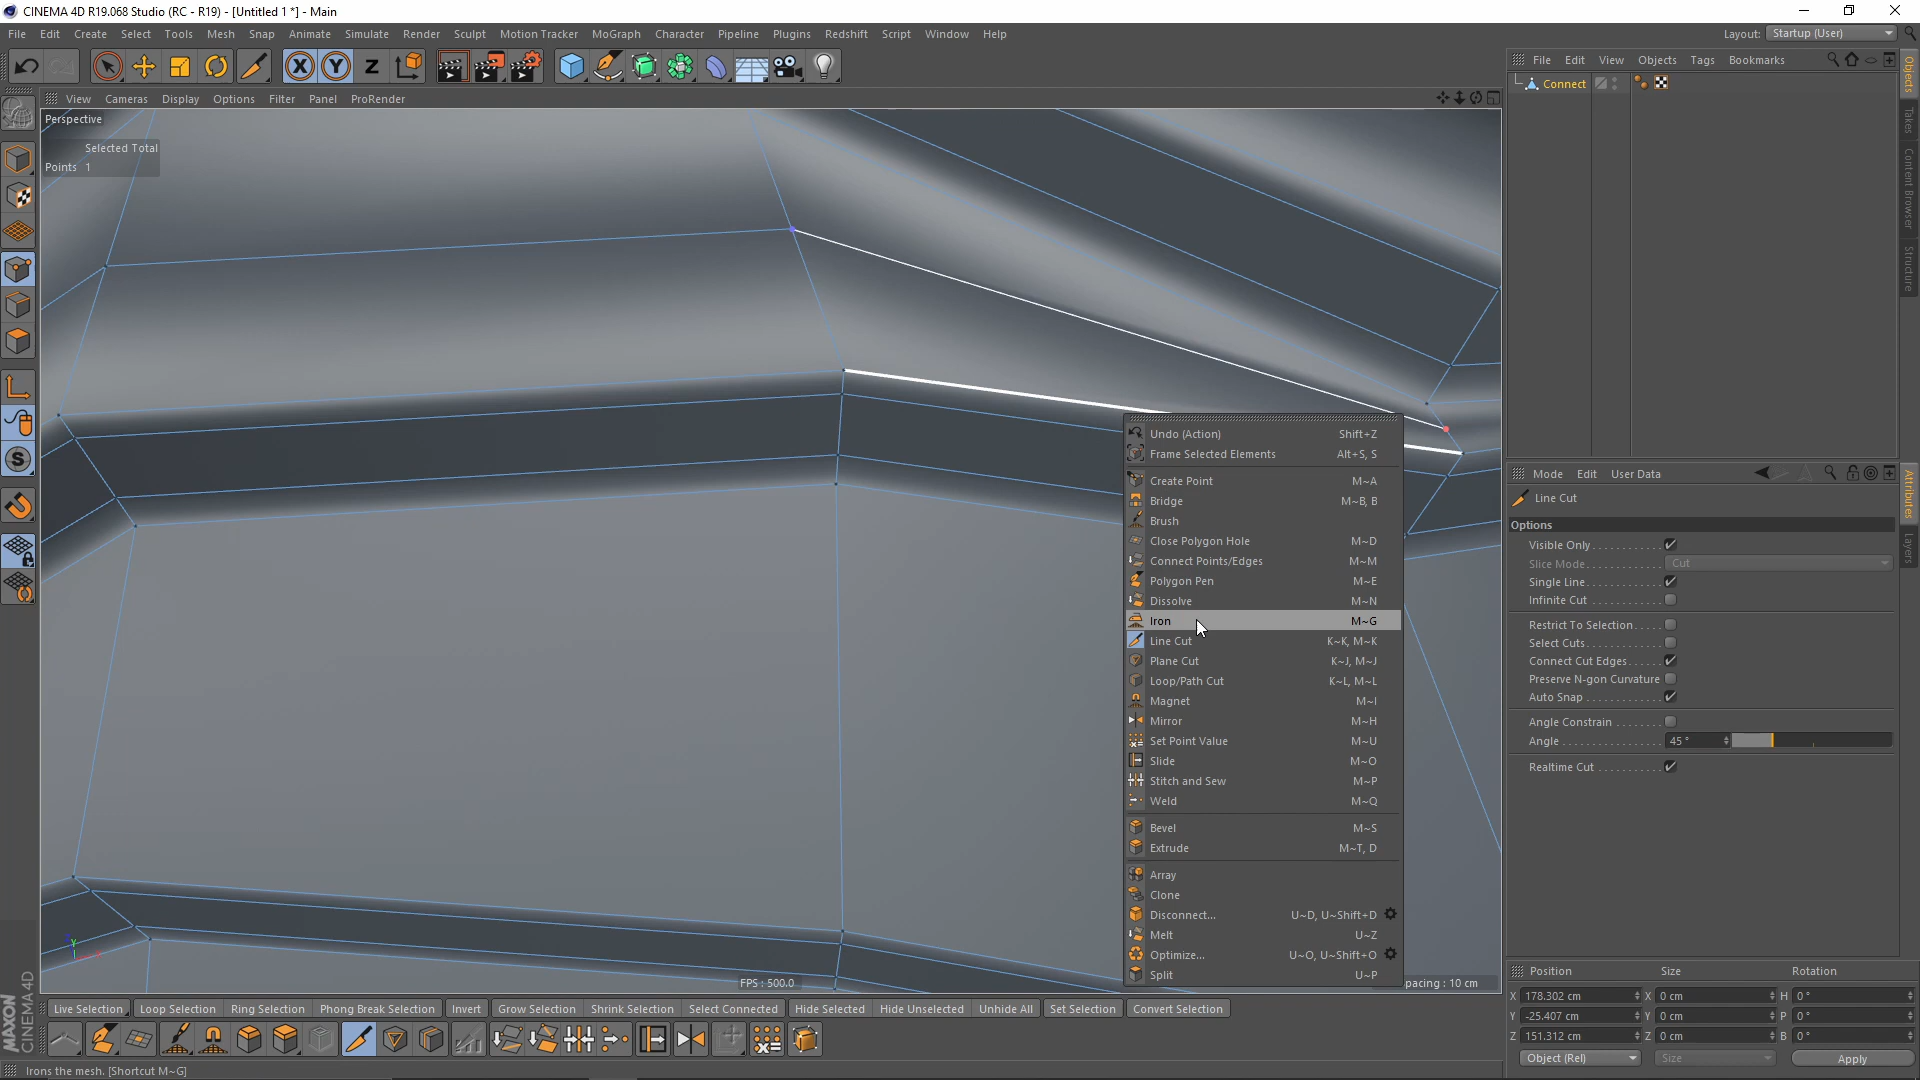 CINEMA 4D R19.068 Studio (RC - R19) - [Untitled 1 *] - Main
File Edit Create Select Tools Mesh Snap Animate Simulate Render Sculpt Motion Tracker MoGraph Character Pipeline Plugins Redshift Script Window Help
Layout: Startup (User)
File Edit View Objects Tags Bookmarks
Connect
View Cameras Display Options Filter Panel ProRender
Perspective
Selected Total
Points 1
Undo (Action) Shift+Z
Frame Selected Elements Alt+S, S
Create Point M~A
Bridge M~B, B
Brush
Close Polygon Hole M~D
Connect Points/Edges M~M
Polygon Pen M~E
Dissolve M~N
Iron M~G
Line Cut K~K, M~K
Plane Cut K~J, M~J
Loop/Path Cut K~L, M~L
Magnet M~I
Mirror M~H
Set Point Value M~U
Slide M~O
Stitch and Sew M~P
Weld M~Q
Bevel M~S
Extrude M~T, D
Array
Clone
Disconnect... U~D, U~Shift+D
Melt U~Z
Optimize... U~O, U~Shift+O
Split U~P
Objects
Takes
Content Browser
Structure
Mode Edit User Data
Line Cut
Options
Visible Only
Slice Mode Cut
Single Line
Infinite Cut
Restrict To Selection
Select Cuts
Connect Cut Edges
Preserve N-gon Curvature
Auto Snap
Angle Constrain
Angle 45 °
Realtime Cut
Attributes
Layers
Y
FPS : 500.0
pacing : 10 cm
Live Selection Loop Selection Ring Selection Phong Break Selection Invert Grow Selection Shrink Selection Select Connected Hide Selected Hide Unselected Unhide All Set Selection Convert Selection
Position Size Rotation
X 178.302 cm X 0 cm H 0 °
Y -25.407 cm Y 0 cm P 0 °
Z 151.312 cm Z 0 cm B 0 °
Object (Rel) Size Apply
MAXON
CINEMA 4D
Irons the mesh. [Shortcut M~G]